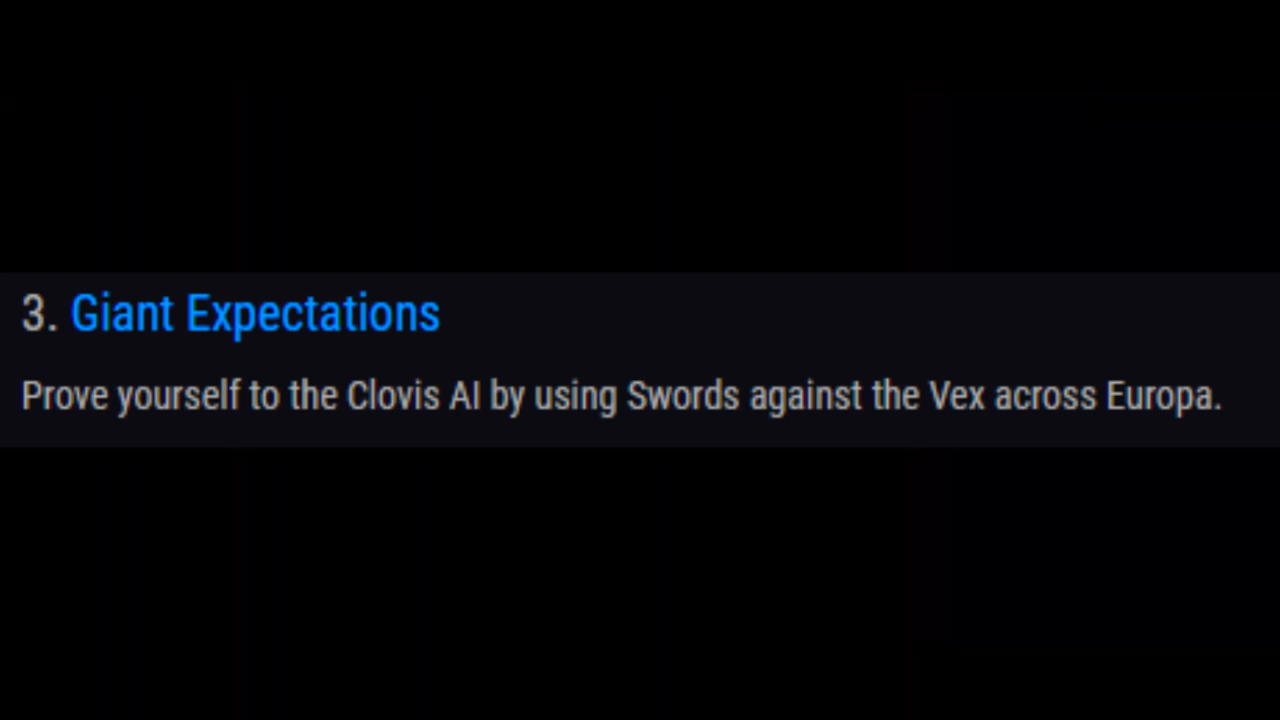 3. Giant Expectations
Prove yourself to the Clovis AI by using Swords against the Vex across Europa.